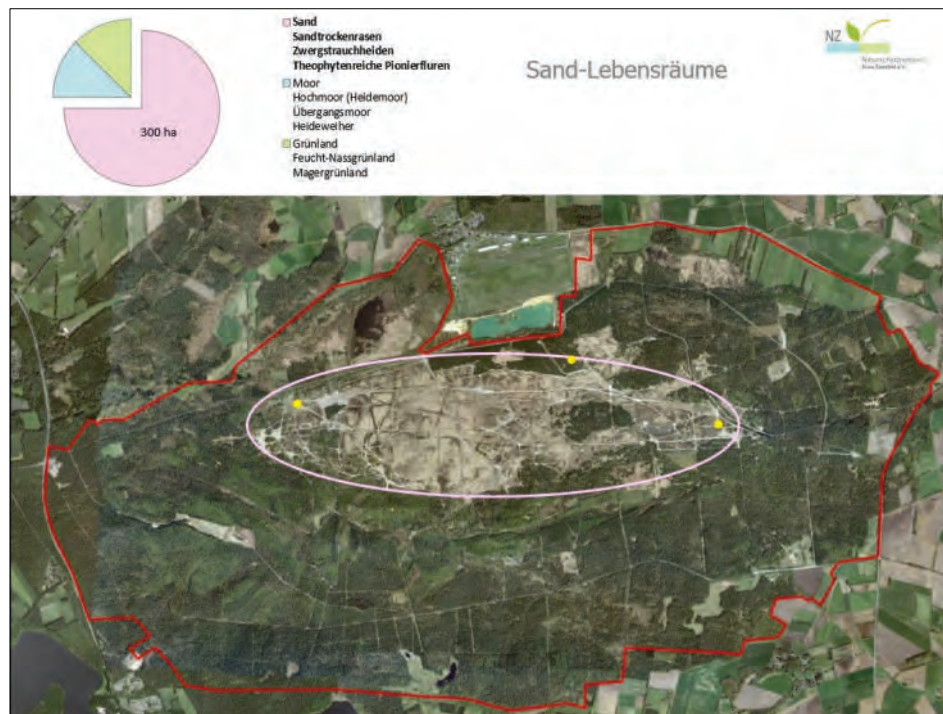 300 ha
Sand
Sandtrockenrasen
Zwergstrauchheiden
Theophytenreiche Pionierfluren
Moor
Hochmoor (Heidemoor)
Übergangsmoor
Heideweiher
Grünland
Feucht-Nassgrünland
Magergrünland
Sand-Lebensräume
NZ